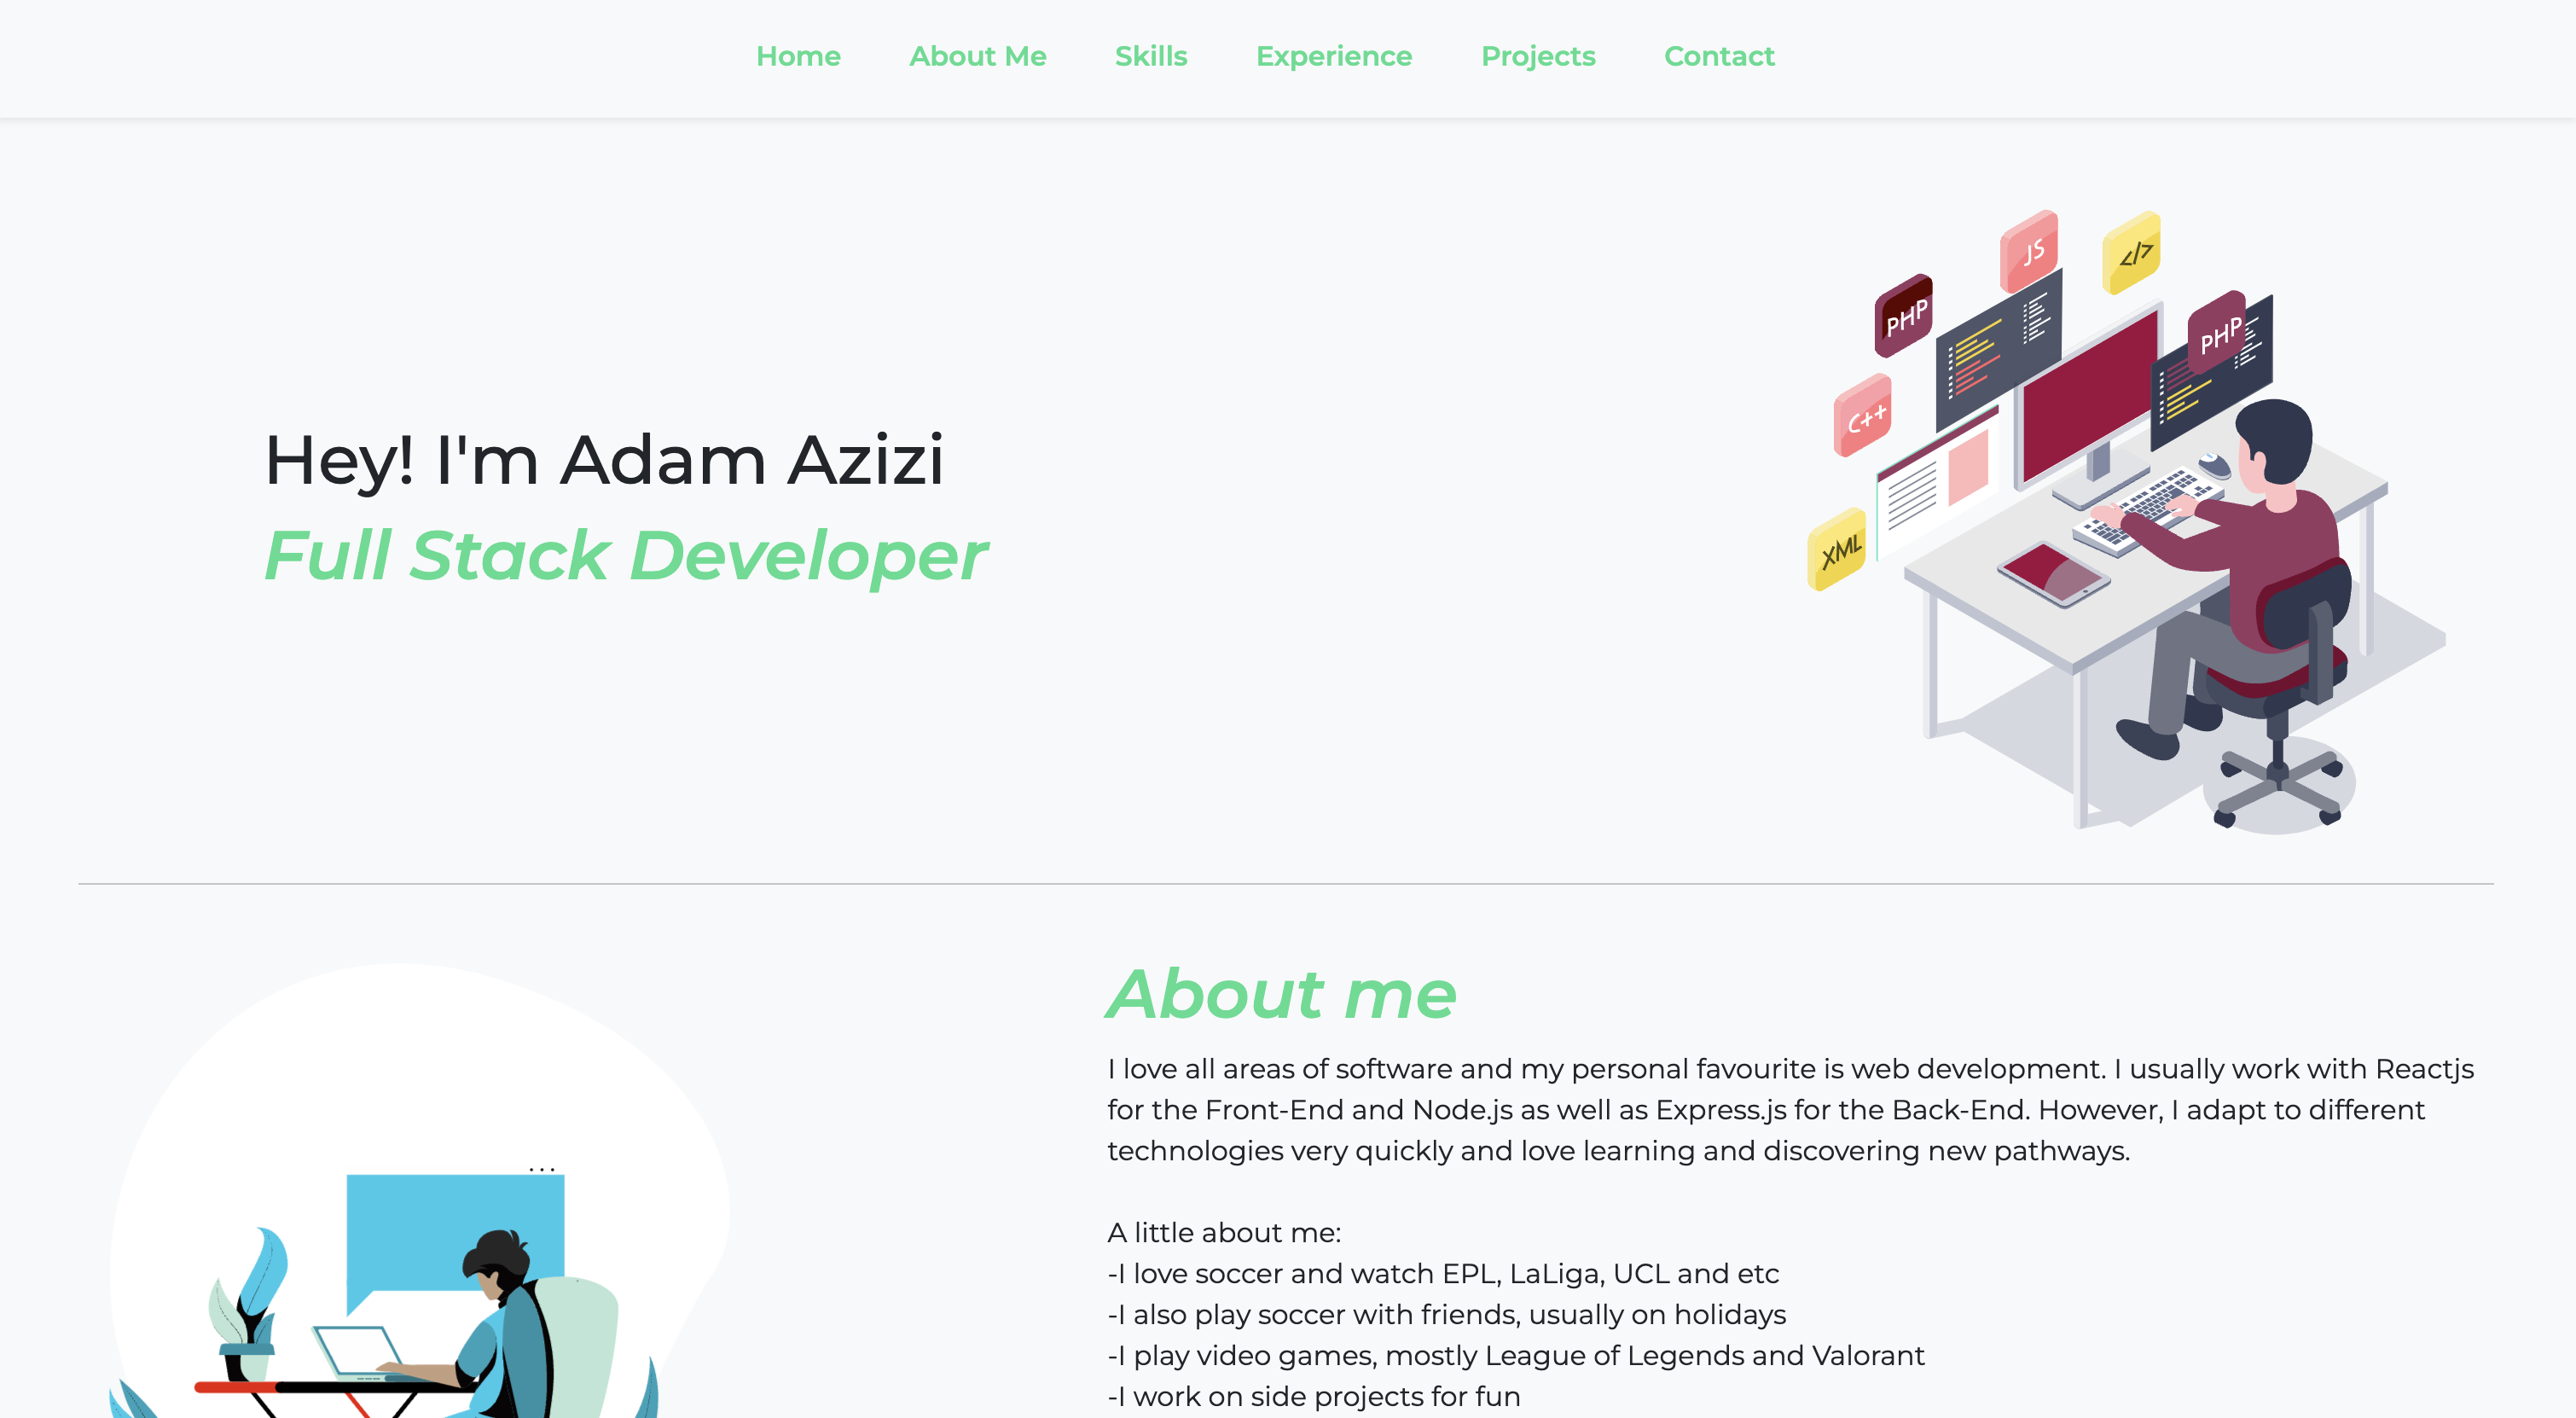 Home About Me Skills Experience Projects Contact
JS
</>
PHP
PHP
C++
XML
Hey! I'm Adam Azizi
Full Stack Developer
About me
I love all areas of software and my personal favourite is web development. I usually work with Reactjs
for the Front-End and Node.js as well as Express.js for the Back-End. However, I adapt to different
technologies very quickly and love learning and discovering new pathways.
A little about me:
-I love soccer and watch EPL, LaLiga, UCL and etc
-I also play soccer with friends, usually on holidays
-I play video games, mostly League of Legends and Valorant
-I work on side projects for fun